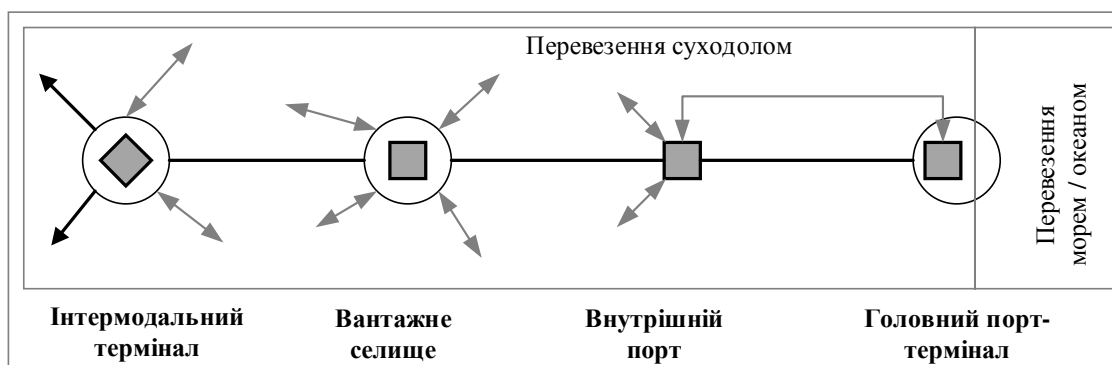 Перевезення суходолом
Перевезення
морем / океаном
Інтермодальний
термінал
Вантажне
селище
Внутрішній
порт
Головний порт-
термінал